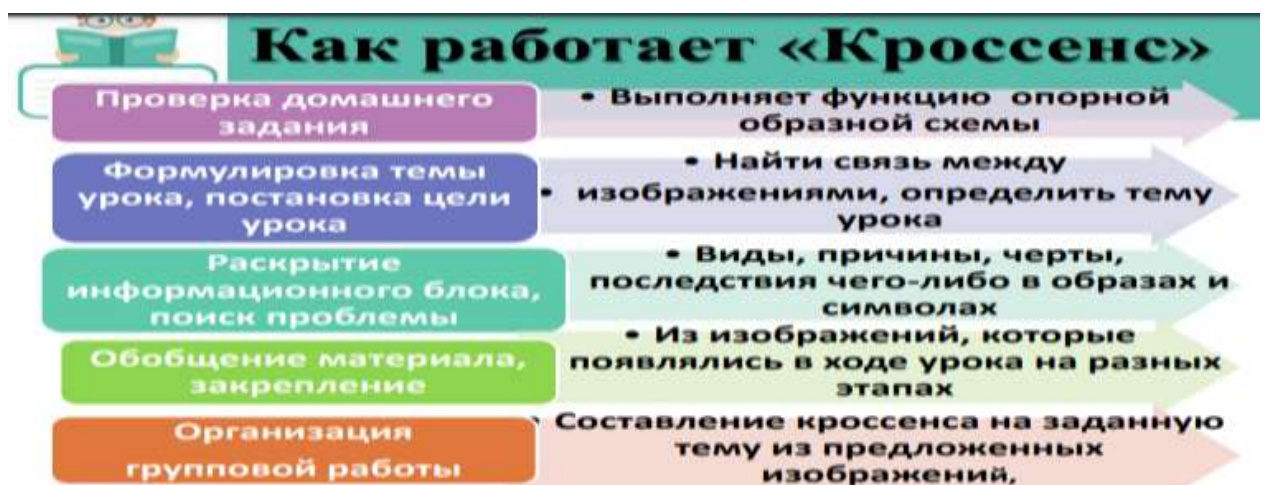 Как работает «Кроссенс»
Проверка домашнего
задания
• Выполняет функцию опорной
образной схемы
Формулировка темы
урока, постановка цели
урока
• Найти связь между
• изображениями, определить тему
урока
Раскрытие
информационного блока,
поиск проблемы
• Виды, причины, черты,
последствия чего-либо в образах и
символах
Обобщение материала,
закрепление
• Из изображений, которые
появлялись в ходе урока на разных
этапах
Организация
групповой работы
• Составление кроссенса на заданную
тему из предложенных
изображений,